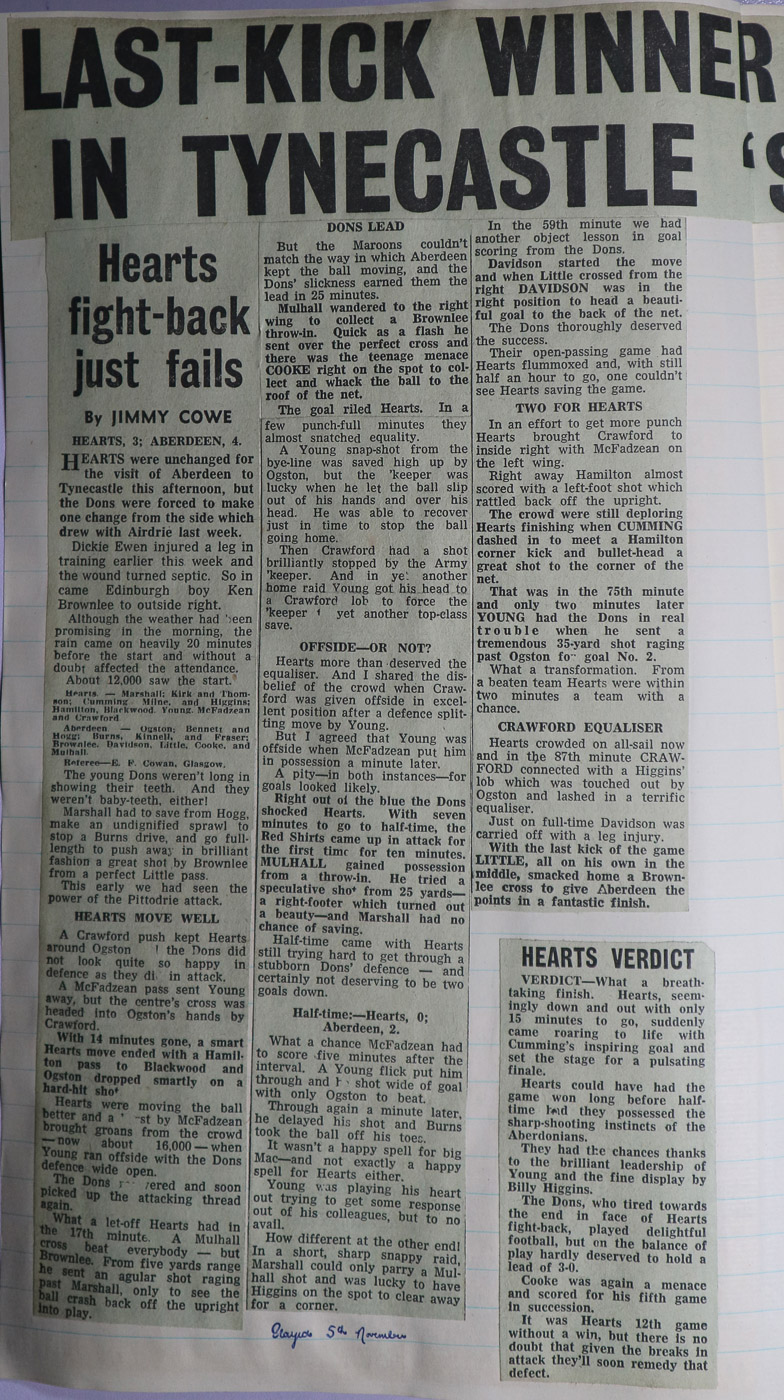 LAST-KICK WINNER
IN TYNECASTLE ‘S
Hearts
fight-back
just fails
By JIMMY COWE
HEARTS, 3; ABERDEEN, 4.
HEARTS were unchanged for
the visit of Aberdeen to
Tynecastle this afternoon, but
the Dons were forced to make
one change from the side which
drew with Airdrie last week.
Dickie Ewen injured a leg in
training earlier this week and
the wound turned septic. So in
came Edinburgh boy Ken
Brownlee to outside right.
Although the weather had been
promising in the morning, the
rain came on heavily 20 minutes
before the start and without a
doubt affected the attendance.
About 12,000 saw the start.
Hearts. — Marshall; Kirk and Thom-
son; Cumming Milne, and Higgins;
Hamilton, Blackwood, Young, McFadzean
and Crawford
Aberdeen — Ogston; Bennett and
Hogg; Burns, Kinnell, and Fraser;
Brownlee, Davidson, Little, Cooke, and
Mulhall.
Referee—E. F. Cowan, Glasgow.
The young Dons weren't long in
showing their teeth. And they
weren't baby-teeth, either!
Marshall had to save from Hogg,
make an undignified sprawl to
stop a Burns drive, and go full-
length to push away in brilliant
fashion a great shot by Brownlee
from a perfect Little pass.
This early we had seen the
power of the Pittodrie attack.
HEARTS MOVE WELL
A Crawford push kept Hearts
around Ogston the Dons did
not look quite so happy in
defence as they did in attack.
A McFadzean pass sent Young
away, but the centre's cross was
headed into Ogston's hands by
Crawford.
With 14 minutes gone, a smart
Hearts move ended with a Hamil-
ton pass to Blackwood and
Ogston dropped smartly on a
hard-hit shot
Hearts were moving the ball
better and a by McFadzean
brought groans from the crowd
—now about 16,000—when
Young ran offside with the Dons
defence wide open.
The Dons and soon
picked up the attacking thread
again.
What a let-off Hearts had in
the 17th minute. A Mulhall
cross beat everybody — but
Brownlee. From five yards range
he sent an agular shot raging
past Marshall, only to see the
ball crash back off the upright
into play.
DONS LEAD
But the Maroons couldn't
match the way in which Aberdeen
kept the ball moving, and the
Dons' slickness earned them the
lead in 25 minutes.
Mulhall wandered to the right
wing to collect a Brownlee
throw-in. Quick as a flash he
sent over the perfect cross and
there was the teenage menace
COOKE right on the spot to col-
lect and whack the ball to the
roof of the net.
The goal riled Hearts. In a
few punch-full minutes they
almost snatched equality.
A Young snap-shot from the
bye-line was saved high up by
Ogston, but the 'keeper was
lucky when he let the ball slip
out of his hands and over his
head. He was able to recover
just in time to stop the ball
going home.
Then Crawford had a shot
brilliantly stopped by the Army
'keeper. And in yet another
home raid Young got his head to
a Crawford lob to force the
'keeper yet another top-class
save.
OFFSIDE—OR NOT?
Hearts more than deserved the
equaliser. And I shared the dis-
belief of the crowd when Craw-
ford was given offside in excel-
lent position after a defence split-
ting move by Young.
But I agreed that Young was
offside when McFadzean put him
in possession a minute later.
A pity—in both instances—for
goals looked likely.
Right out of the blue the Dons
shocked Hearts. With seven
minutes to go to half-time, the
Red Shirts came up in attack for
the first time for ten minutes.
MULHALL gained possession
from a throw-in. He tried a
speculative shot from 25 yards—
a right-footer which turned out
a beauty—and Marshall had no
chance of saving.
Half-time came with Hearts
still trying hard to get through a
stubborn Dons' defence — and
certainly not deserving to be two
goals down.
Half-time:—Hearts, 0;
Aberdeen, 2.
What a chance McFadzean had
to score five minutes after the
interval. A Young flick put him
through and shot wide of goal
with only Ogston to beat.
Through again a minute later,
he delayed his shot and Burns
took the ball off his toes.
It wasn't a happy spell for big
Mac—and not exactly a happy
spell for Hearts either.
Young was playing his heart
out trying to get some response
out of his colleagues, but to no
avail.
How different at the other end!
In a short, sharp snappy raid,
Marshall could only parry a Mul-
hall shot and was lucky to have
Higgins on the spot to clear away
for a corner.
Played 5th November
In the 59th minute we had
another object lesson in goal
scoring from the Dons.
Davidson started the move
and when Little crossed from the
right DAVIDSON was in the
right position to head a beauti-
ful goal to the back of the net.
The Dons thoroughly deserved
the success.
Their open-passing game had
Hearts flummoxed and, with still
half an hour to go, one couldn't
see Hearts saving the game.
TWO FOR HEARTS
In an effort to get more punch
Hearts brought Crawford to
inside right with McFadzean on
the left wing.
Right away Hamilton almost
scored with a left-foot shot which
rattled back off the upright.
The crowd were still deploring
Hearts finishing when CUMMING
dashed in to meet a Hamilton
corner kick and bullet-head a
great shot to the corner of the
net.
That was in the 75th minute
and only two minutes later
YOUNG had the Dons in real
trouble when he sent a
tremendous 35-yard shot raging
past Ogston for goal No. 2.
What a transformation. From
a beaten team Hearts were within
two minutes a team with a
chance.
CRAWFORD EQUALISER
Hearts crowded on all-sail now
and in the 87th minute CRAW-
FORD connected with a Higgins'
lob which was touched out by
Ogston and lashed in a terrific
equaliser.
Just on full-time Davidson was
carried off with a leg injury.
With the last kick of the game
LITTLE, all on his own in the
middle, smacked home a Brown-
lee cross to give Aberdeen the
points in a fantastic finish.
HEARTS VERDICT
VERDICT—What a breath-
taking finish. Hearts, seem-
ingly down and out with only
15 minutes to go, suddenly
came roaring to life with
Cumming's inspiring goal and
set the stage for a pulsating
finale.
Hearts could have had the
game won long before half-
time had they possessed the
sharp-shooting instincts of the
Aberdonians.
They had the chances thanks
to the brilliant leadership of
Young and the fine display by
Billy Higgins.
The Dons, who tired towards
the end in face of Hearts
fight-back, played delightful
football, but on the balance of
play hardly deserved to hold a
lead of 3-0.
Cooke was again a menace
and scored for his fifth game
in succession.
It was Hearts 12th game
without a win, but there is no
doubt that given the breaks in
attack they'll soon remedy that
defect.